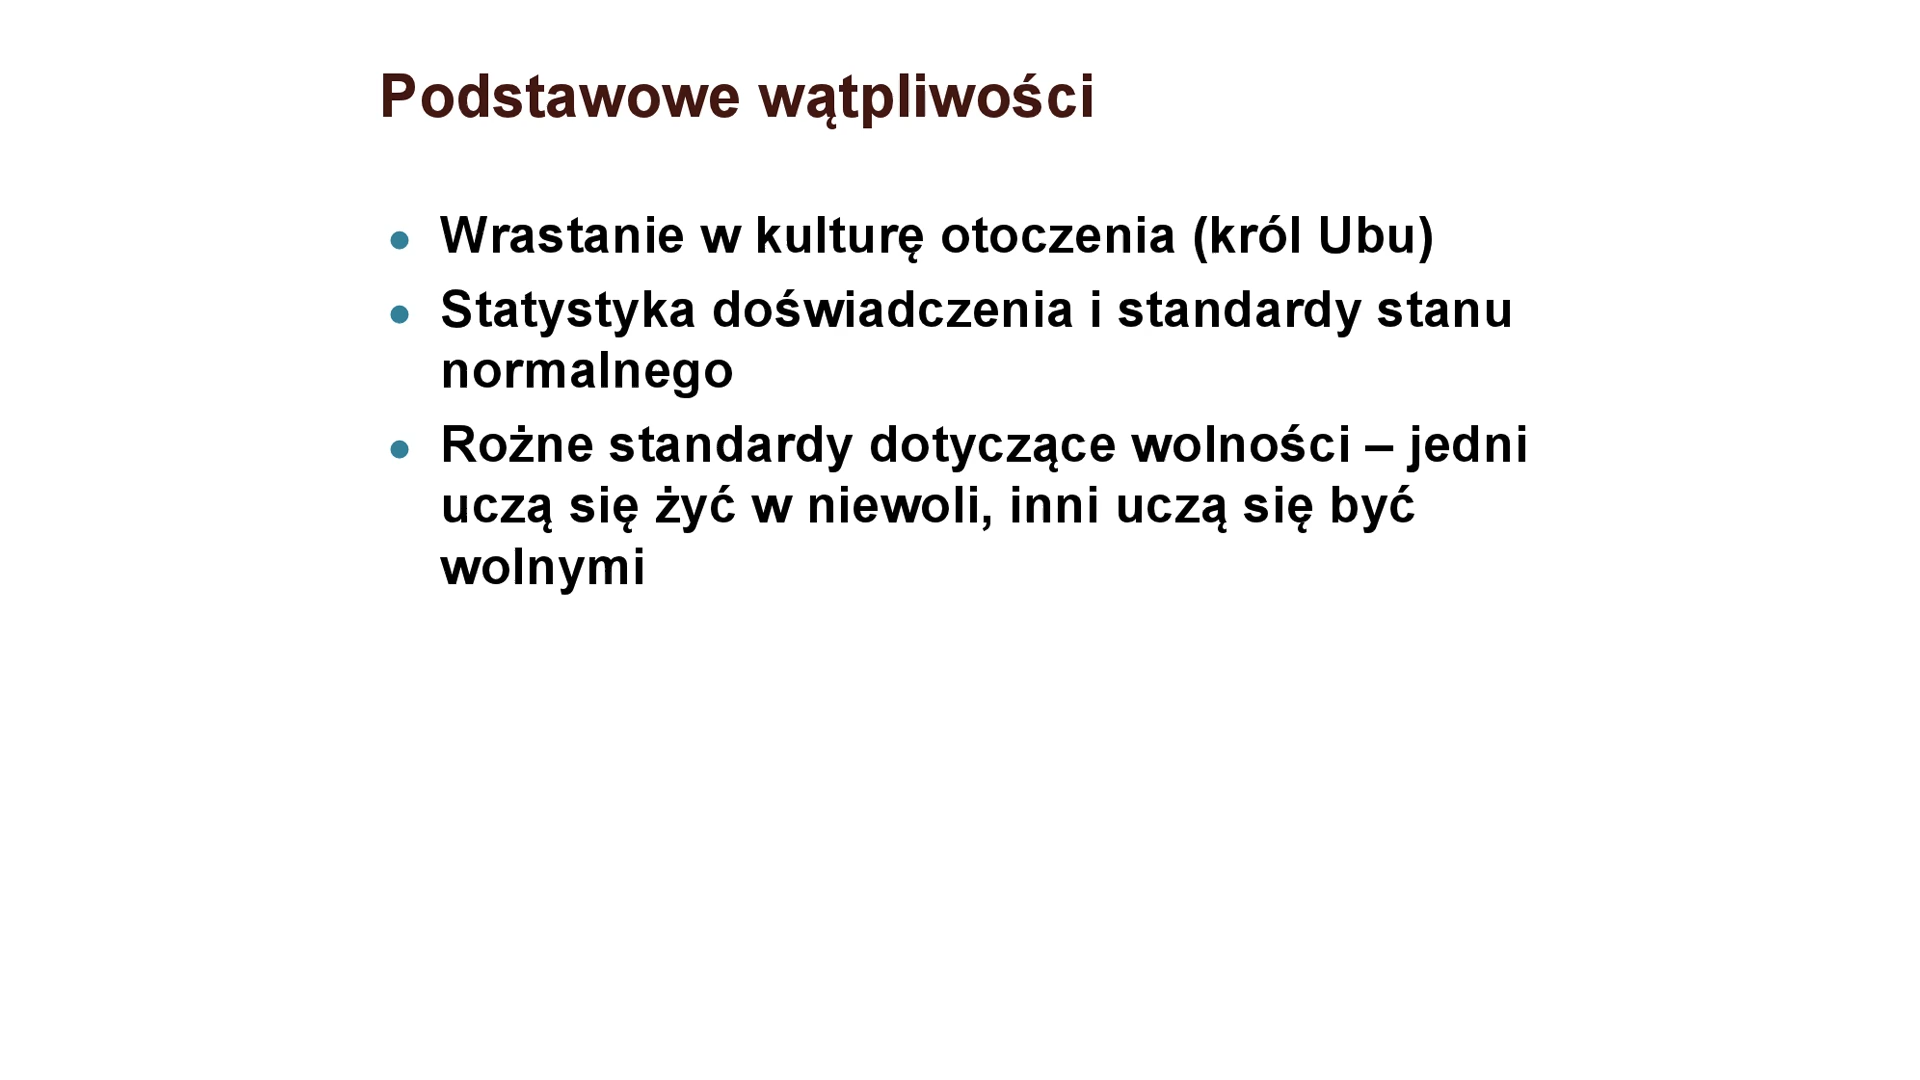 Podstawowe wątpliwości
● Wrastanie w kulturę otoczenia (król Ubu)
● Statystyka doświadczenia i standardy stanu
normalnego
● Rożne standardy dotyczące wolności – jedni
uczą się żyć w niewoli, inni uczą się być
wolnymi